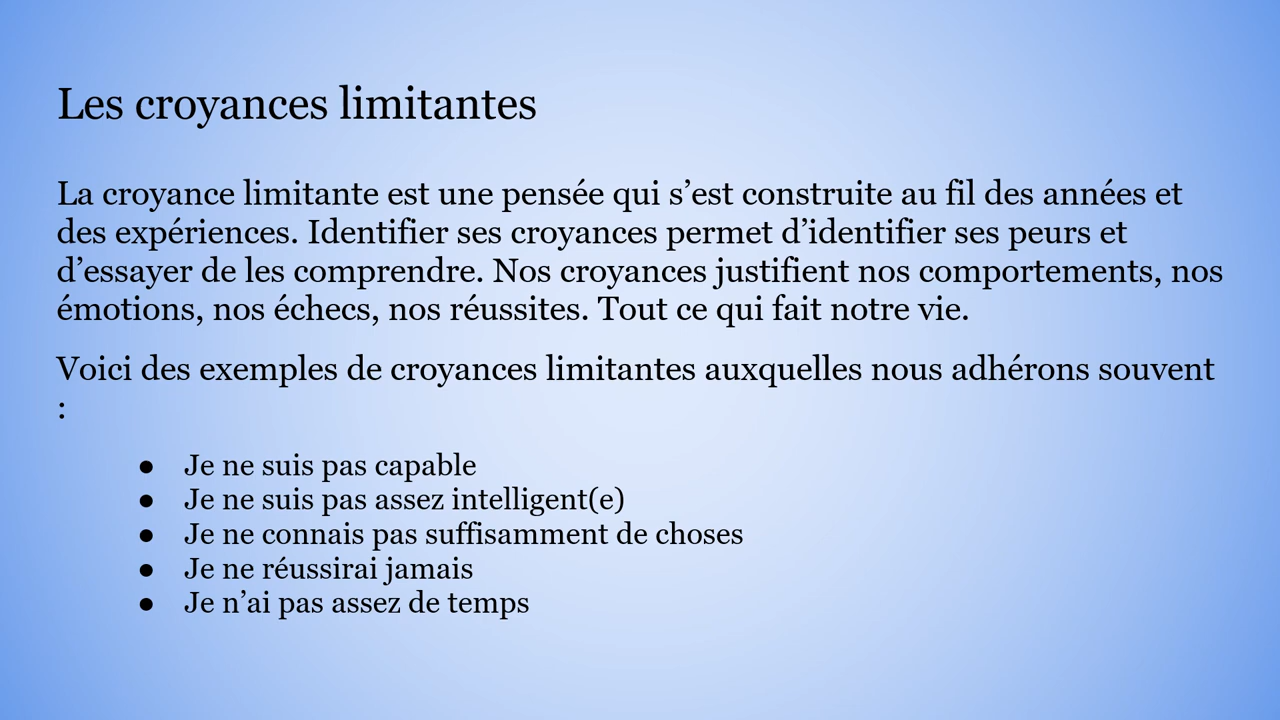 Les croyances limitantes
La croyance limitante est une pensée qui s’est construite au fil des années et
des expériences. Identifier ses croyances permet d’identifier ses peurs et
d’essayer de les comprendre. Nos croyances justifient nos comportements, nos
émotions, nos échecs, nos réussites. Tout ce qui fait notre vie.
Voici des exemples de croyances limitantes auxquelles nous adhérons souvent
:
● Je ne suis pas capable
● Je ne suis pas assez intelligent(e)
● Je ne connais pas suffisamment de choses
● Je ne réussirai jamais
● Je n’ai pas assez de temps